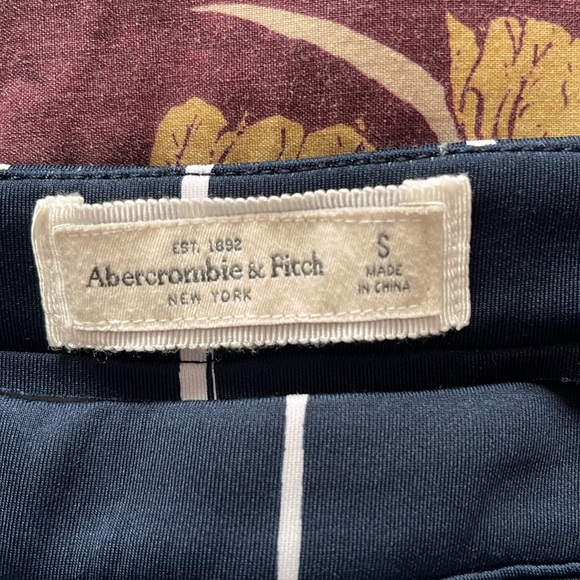 EST. 1892
Abercrombie & Fitch
NEW YORK
S
MADE
IN CHINA